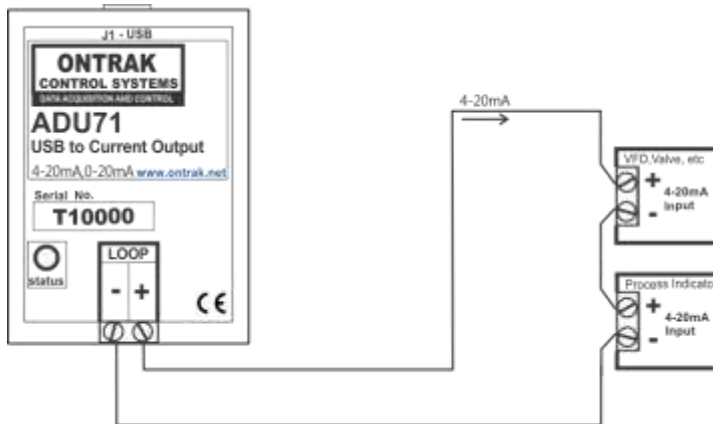 J1 - USB
ONTRAK
CONTROL SYSTEMS
DATA ACQUISITION AND CONTROL
ADU71
USB to Current Output
4-20mA,0-20mA www.ontrak.net
Serial No.
T10000
status
LOOP
- +
CE
4-20mA
VFD,Valve, etc
+
4-20mA
Input
-
Process Indicato
+
4-20mA
Input
-